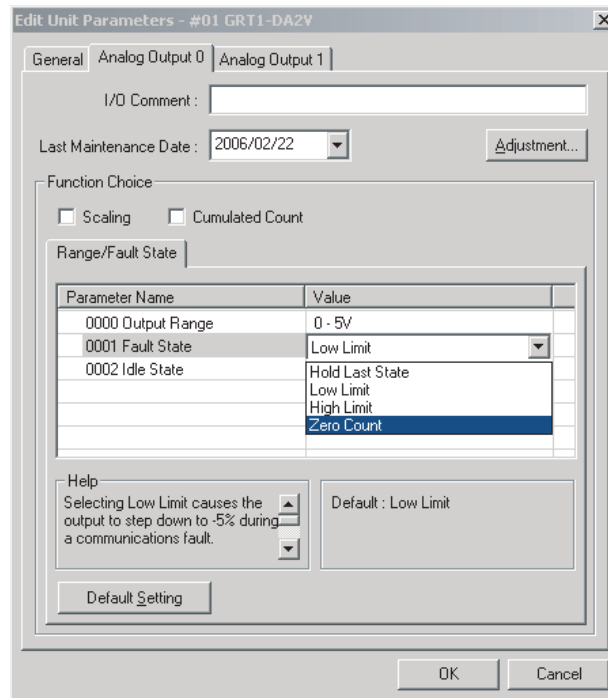 Edit Unit Parameters - #01 GRT1-DA2V
General Analog Output 0 Analog Output 1
I/O Comment :
Last Maintenance Date : 2006/02/22 Adjustment...
Function Choice
Scaling Cumulated Count
Range/Fault State
Parameter Name Value
0000 Output Range 0 - 5V
0001 Fault State Low Limit
0002 Idle State Hold Last State
Low Limit
High Limit
Zero Count
Help
Selecting Low Limit causes the
output to step down to -5% during
a communications fault.
Default : Low Limit
Default Setting
OK Cancel